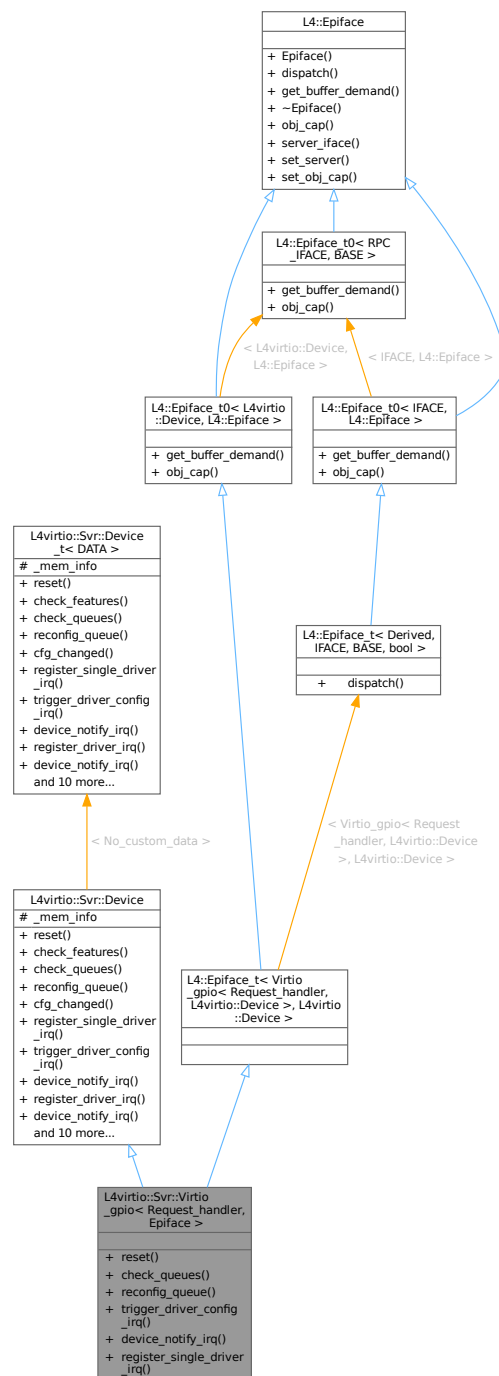 L4::Epiface
+ Epiface()
+ dispatch()
+ get_buffer_demand()
+ ~Epiface()
+ obj_cap()
+ server_iface()
+ set_server()
+ set_obj_cap()
L4::Epiface_t0< RPC
_IFACE, BASE >
+ get_buffer_demand()
+ obj_cap()
< L4virtio::Device,
L4::Epiface >
< IFACE, L4::Epiface >
L4::Epiface_t0< L4virtio
::Device, L4::Epiface >
+ get_buffer_demand()
+ obj_cap()
L4::Epiface_t0< IFACE,
L4::Epiface >
+ get_buffer_demand()
+ obj_cap()
L4virtio::Svr::Device
_t< DATA >
# _mem_info
+ reset()
+ check_features()
+ check_queues()
+ reconfig_queue()
+ cfg_changed()
+ register_single_driver
_irq()
+ trigger_driver_config
_irq()
+ device_notify_irq()
+ register_driver_irq()
+ device_notify_irq()
and 10 more...
L4::Epiface_t< Derived,
IFACE, BASE, bool >
+ dispatch()
< No_custom_data >
< Virtio_gpio< Request
_handler, L4virtio::Device
>, L4virtio::Device >
L4virtio::Svr::Device
# _mem_info
+ reset()
+ check_features()
+ check_queues()
+ reconfig_queue()
+ cfg_changed()
+ register_single_driver
_irq()
+ trigger_driver_config
_irq()
+ device_notify_irq()
+ register_driver_irq()
+ device_notify_irq()
and 10 more...
L4::Epiface_t< Virtio
_gpio< Request_handler,
L4virtio::Device >, L4virtio
::Device >
L4virtio::Svr::Virtio
_gpio< Request_handler,
Epiface >
+ reset()
+ check_queues()
+ reconfig_queue()
+ trigger_driver_config
_irq()
+ device_notify_irq()
+ register_single_driver
_irq()